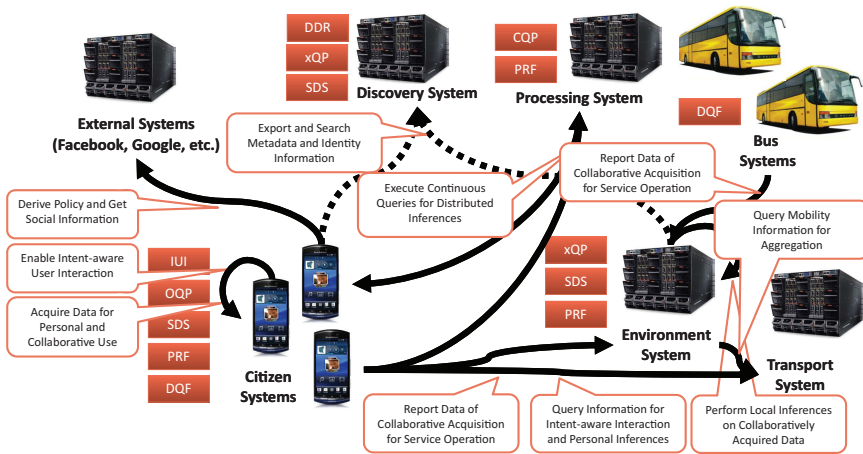 DDR
xQP
SDS
Discovery System
CQP
PRF
Processing System
DQF
Bus
Systems
External Systems
(Facebook, Google, etc.)
Export and Search
Metadata and Identity
Information
Execute Continuous
Queries for Distributed
Inferences
Report Data of
Collaborative Acquisition
for Service Operation
Derive Policy and Get
Social Information
Query Mobility
Information for
Aggregation
Enable Intent-aware
User Interaction
Acquire Data for
Personal and
Collaborative Use
IUI
OQP
SDS
PRF
DQF
Citizen
Systems
xQP
SDS
PRF
Environment
System
Transport
System
Report Data of
Collaborative Acquisition
for Service Operation
Query Information for
Intent-aware Interaction
and Personal Inferences
Perform Local Inferences
on Collaboratively
Acquired Data